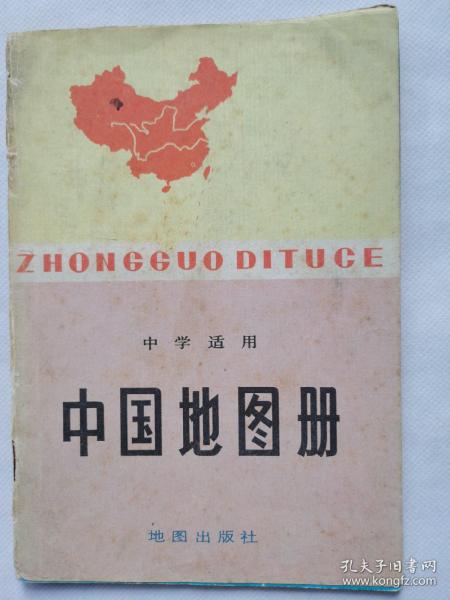 ZHONGGUO DITUCE
中学适用
中国地图册
地图出版社
孔夫子旧书网
www.kongfz.com